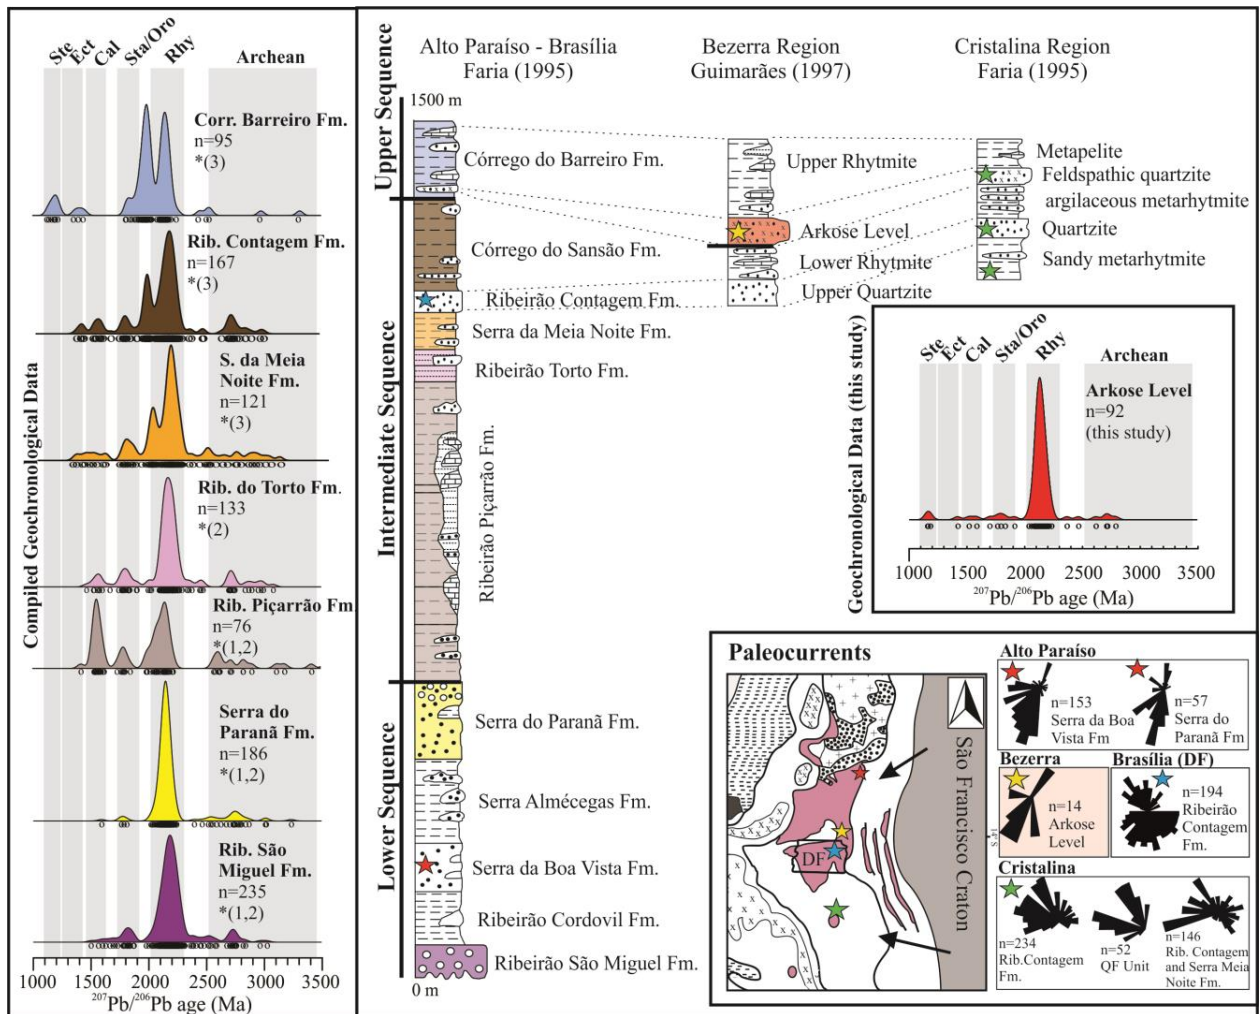 Compiled Geochronological Data
Ste
Ect
Cal
Sta/Oro
Rhy
Archean
Corr. Barreiro Fm.
n=95
*(3)
Rib. Contagem Fm.
n=167
*(3)
S. da Meia
Noite Fm.
n=121
*(3)
Rib. do Torto Fm.
n=133
*(2)
Rib. Piçarrão Fm.
n=76
*(1,2)
Serra do
Paranã Fm.
n=186
*(1,2)
Rib. São
Miguel Fm.
n=235
*(1,2)
1000 1500 2000 2500 3000 3500
207Pb/206Pb age (Ma)
Alto Paraíso - Brasília
Faria (1995)
Bezerra Region
Guimarães (1997)
Cristalina Region
Faria (1995)
Upper Sequence
Intermediate Sequence
Lower Sequence
1500 m
Córrego do Barreiro Fm.
Córrego do Sansão Fm.
Ribeirão Contagem Fm.
Serra da Meia Noite Fm.
Ribeirão Torto Fm.
Ribeirão Piçarrão Fm.
Serra do Paranã Fm.
Serra Almécegas Fm.
Serra da Boa Vista Fm.
Ribeirão Cordovil Fm.
Ribeirão São Miguel Fm.
0 m
Upper Rhytmite
Arkose Level
Lower Rhytmite
Upper Quartzite
Metapelite
Feldspathic quartzite
argilaceous metarhytmite
Quartzite
Sandy metarhytmite
Geochronological Data (this study)
Ste
Ect
Cal
Sta/Oro
Rhy
Archean
Arkose Level
n=92
(this study)
1000 1500 2000 2500 3000 3500
207Pb/206Pb age (Ma)
Paleocurrents
São Francisco Craton
DF
Alto Paraíso
n=153
Serra da Boa
Vista Fm
n=57
Serra do
Paranã Fm
Bezerra
n=14
Arkose
Level
Brasília (DF)
n=194
Ribeirão
Contagem
Fm.
Cristalina
n=234
Rib.Contagem
Fm.
n=52
QF Unit
n=146
Rib. Contagem
and Serra Meia
Noite Fm.